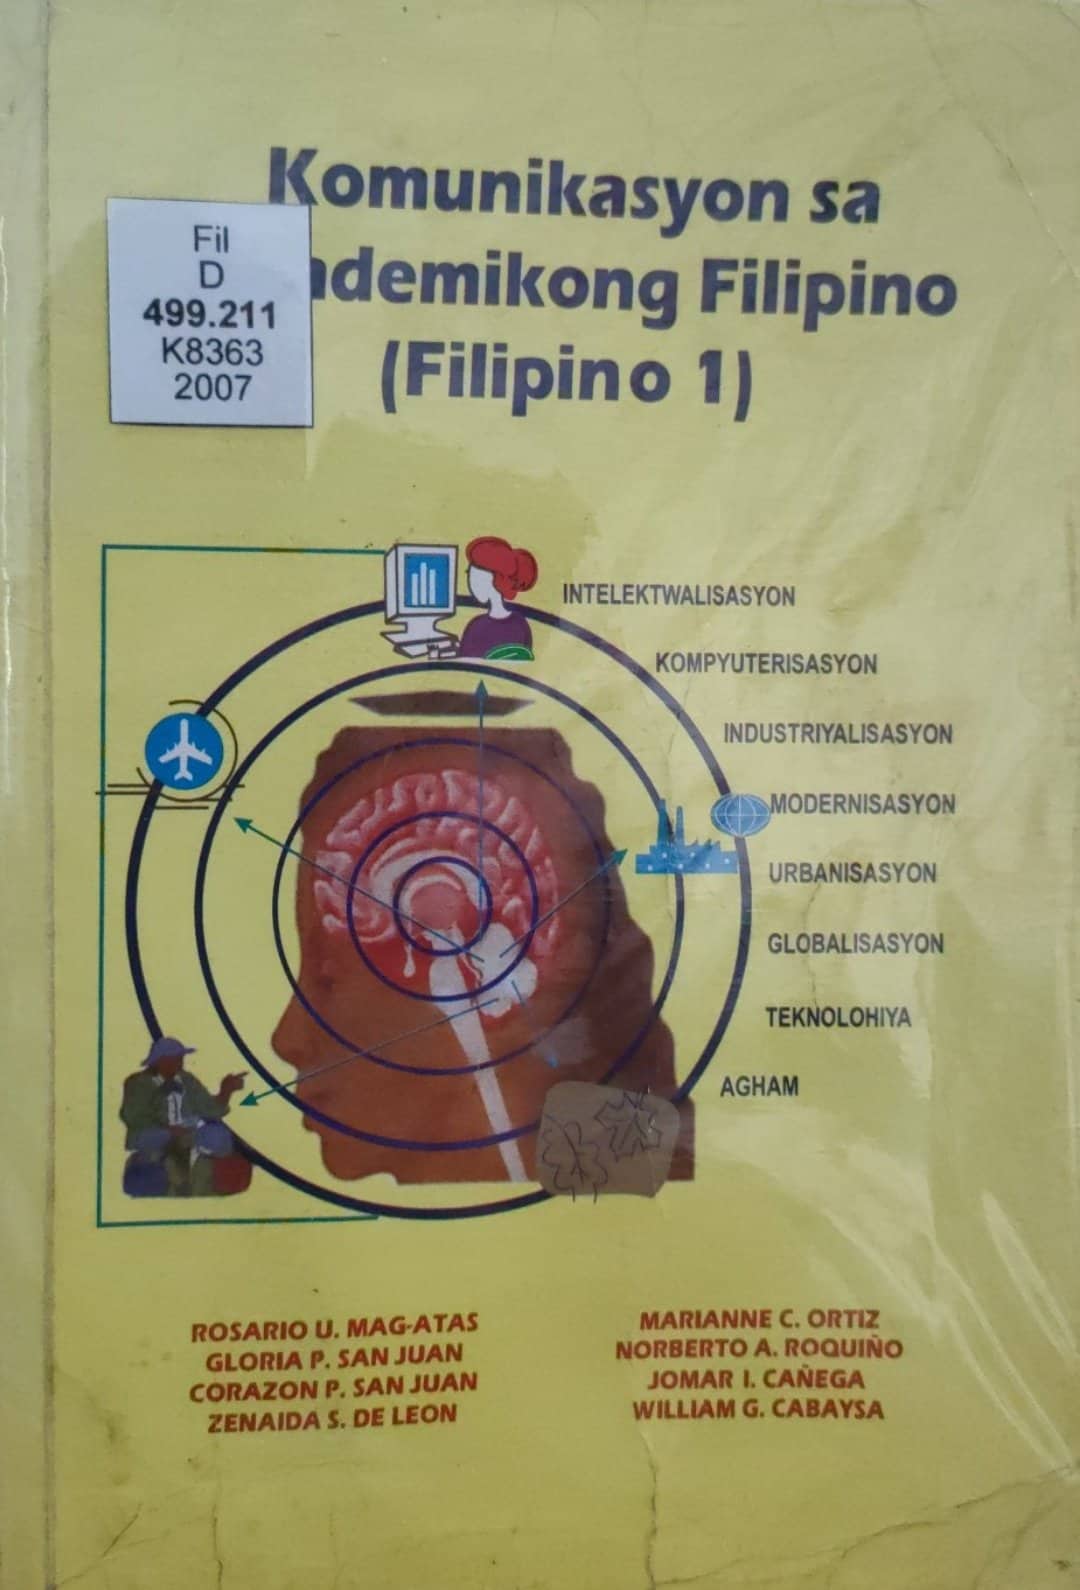 Komunikasyon sa
Fil
D
499.211
K8363
2007
ademikong Filipino
(Filipino 1)
INTELEKTWALISASYON
KOMPYUTERISASYON
INDUSTRIYALISASYON
MODERNISASYON
URBANISASYON
GLOBALISASYON
TEKNOLOHIYA
AGHAM
ROSARIO U. MAG-ATAS
GLORIA P. SAN JUAN
CORAZON P. SAN JUAN
ZENAIDA S. DE LEON
MARIANNE C. ORTIZ
NORBERTO A. ROQUIÑO
JOMAR I. CAÑEGA
WILLIAM G. CABAYSA